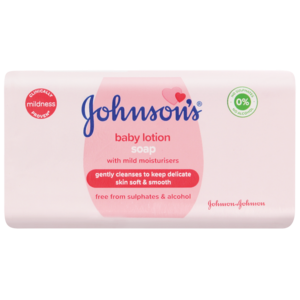 CLINICALLY
mildness
PROVEN
Johnson's®
baby lotion
soap
with mild moisturisers
gently cleanses to keep delicate
skin soft & smooth
free from sulphates & alcohol
0%
Johnson&Johnson